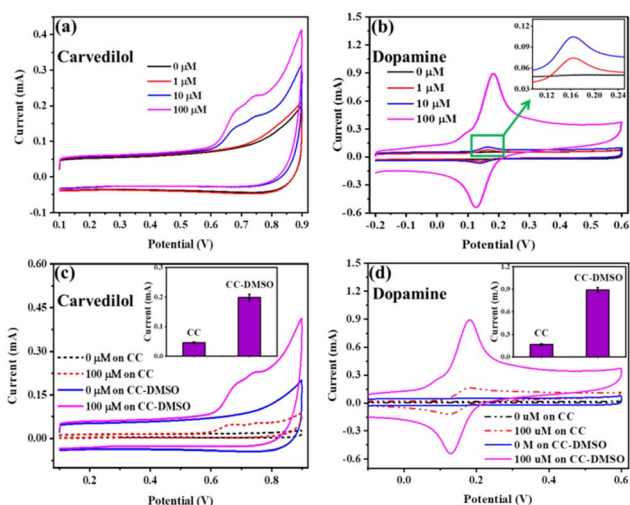 (a)
Carvedilol
0 μM
1 μM
10 μM
100 μM
Current (mA)
0.4
0.3
0.2
0.1
0.0
-0.1
0.1 0.2 0.3 0.4 0.5 0.6 0.7 0.8 0.9
Potential (V)
(b)
Dopamine
0 μM
1 μM
10 μM
100 μM
Current (mA)
1.5
1.2
0.9
0.6
0.3
0.0
-0.3
-0.6
-0.2 -0.1 0.0 0.1 0.2 0.3 0.4 0.5 0.6
Potential (V)
0.12
0.09
0.06
0.03
0.12 0.16 0.20 0.24
(c)
Carvedilol
0 μM on CC
100 μM on CC
0 μM on CC-DMSO
100 μM on CC-DMSO
Current (mA)
0.60
0.45
0.30
0.15
0.00
0.2 0.4 0.6 0.8
Potential (V)
Current (mA)
0.3
0.2
0.1
0.0
CC
CC-DMSO
(d)
Dopamine
0 uM on CC
100 uM on CC
0 M on CC-DMSO
100 uM on CC-DMSO
Current (mA)
1.5
1.2
0.9
0.6
0.3
0.0
-0.3
-0.6
0.0 0.2 0.4 0.6
Potential (V)
Current (mA)
1.2
0.9
0.6
0.3
0.0
CC
CC-DMSO